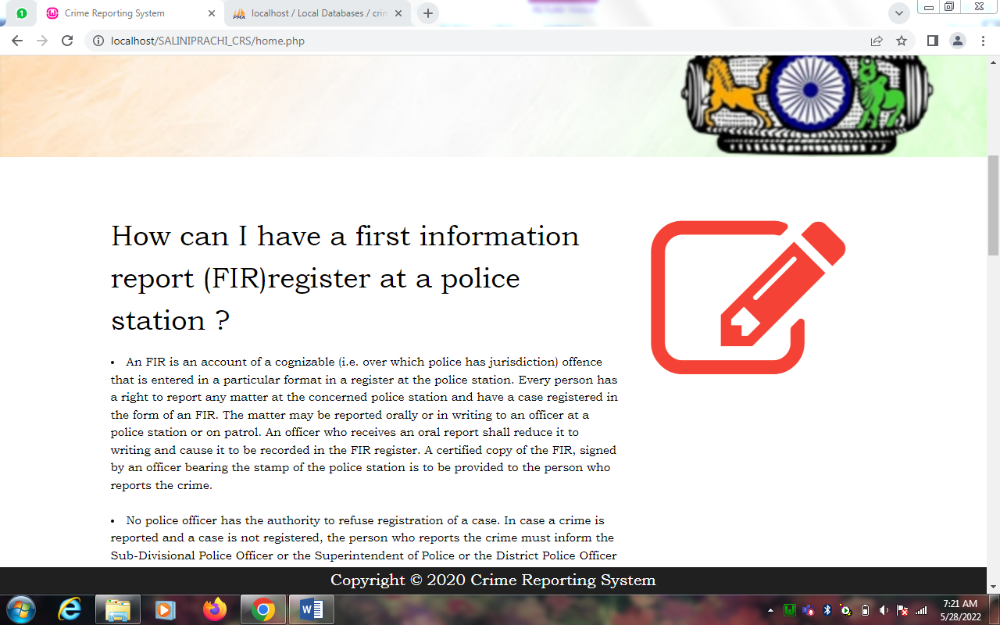 1
Crime Reporting System
PMA
localhost / Local Databases / crin
localhost/SALINIPRACHI_CRS/home.php
How can I have a first information
report (FIR)register at a police
station ?
• An FIR is an account of a cognizable (i.e. over which police has jurisdiction) offence
that is entered in a particular format in a register at the police station. Every person has
a right to report any matter at the concerned police station and have a case registered in
the form of an FIR. The matter may be reported orally or in writing to an officer at a
police station or on patrol. An officer who receives an oral report shall reduce it to
writing and cause it to be recorded in the FIR register. A certified copy of the FIR, signed
by an officer bearing the stamp of the police station is to be provided to the person who
reports the crime.
• No police officer has the authority to refuse registration of a case. In case a crime is
reported and a case is not registered, the person who reports the crime must inform the
Sub-Divisional Police Officer or the Superintendent of Police or the District Police Officer
Copyright © 2020 Crime Reporting System
7:21 AM
5/28/2022